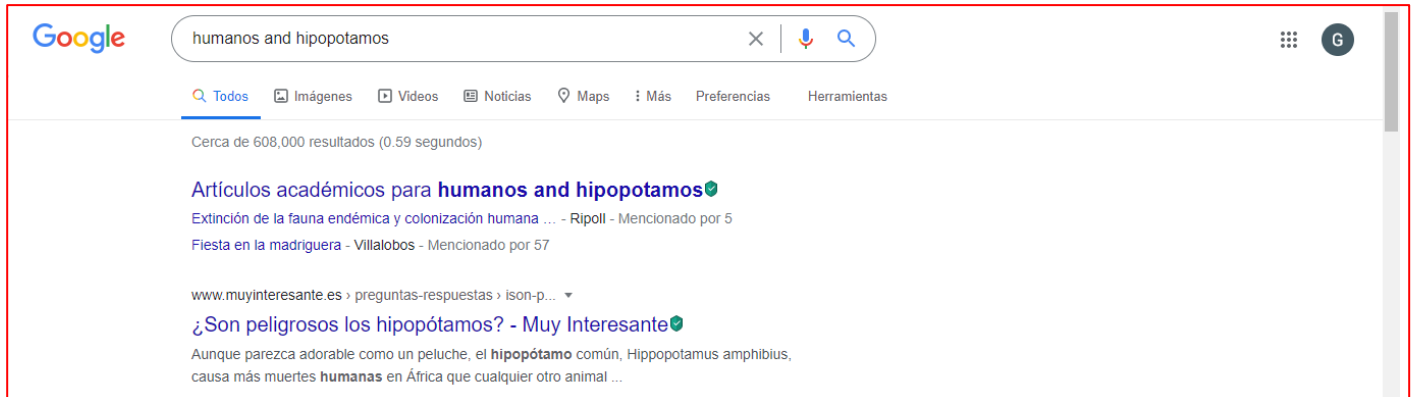 Google humanos and hipopotamos G
Todos Imágenes Videos Noticias Maps Más Preferencias Herramientas
Cerca de 608,000 resultados (0.59 segundos)
Artículos académicos para humanos and hipopotamos
Extinción de la fauna endémica y colonización humana … - Ripoll - Mencionado por 5
Fiesta en la madriguera - Villalobos - Mencionado por 57
www.muyinteresante.es › preguntas-respuestas › ison-p...
¿Son peligrosos los hipopótamos? - Muy Interesante
Aunque parezca adorable como un peluche, el hipopótamo común, Hippopotamus amphibius,
causa más muertes humanas en África que cualquier otro animal ...